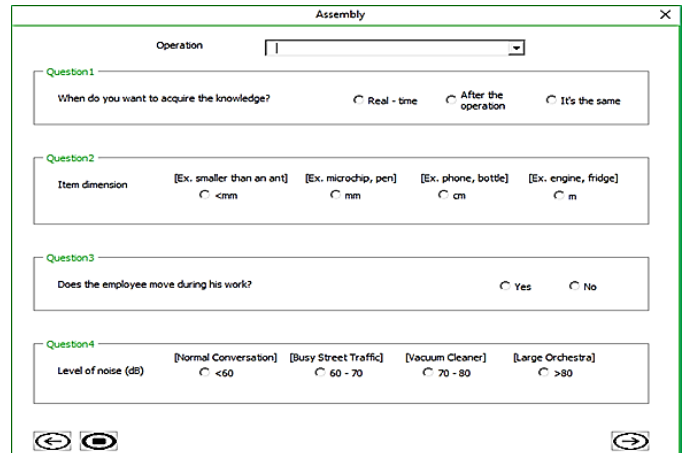 Assembly
Operation
Question1
When do you want to acquire the knowledge?
Real - time
After the
operation
It's the same
Question2
Item dimension
[Ex. smaller than an ant] [Ex. microchip, pen] [Ex. phone, bottle] [Ex. engine, fridge]
<mm mm cm m
Question3
Does the employee move during his work?
Yes No
Question4
Level of noise (dB)
[Normal Conversation] [Busy Street Traffic] [Vacuum Cleaner] [Large Orchestra]
<60 60 - 70 70 - 80 >80